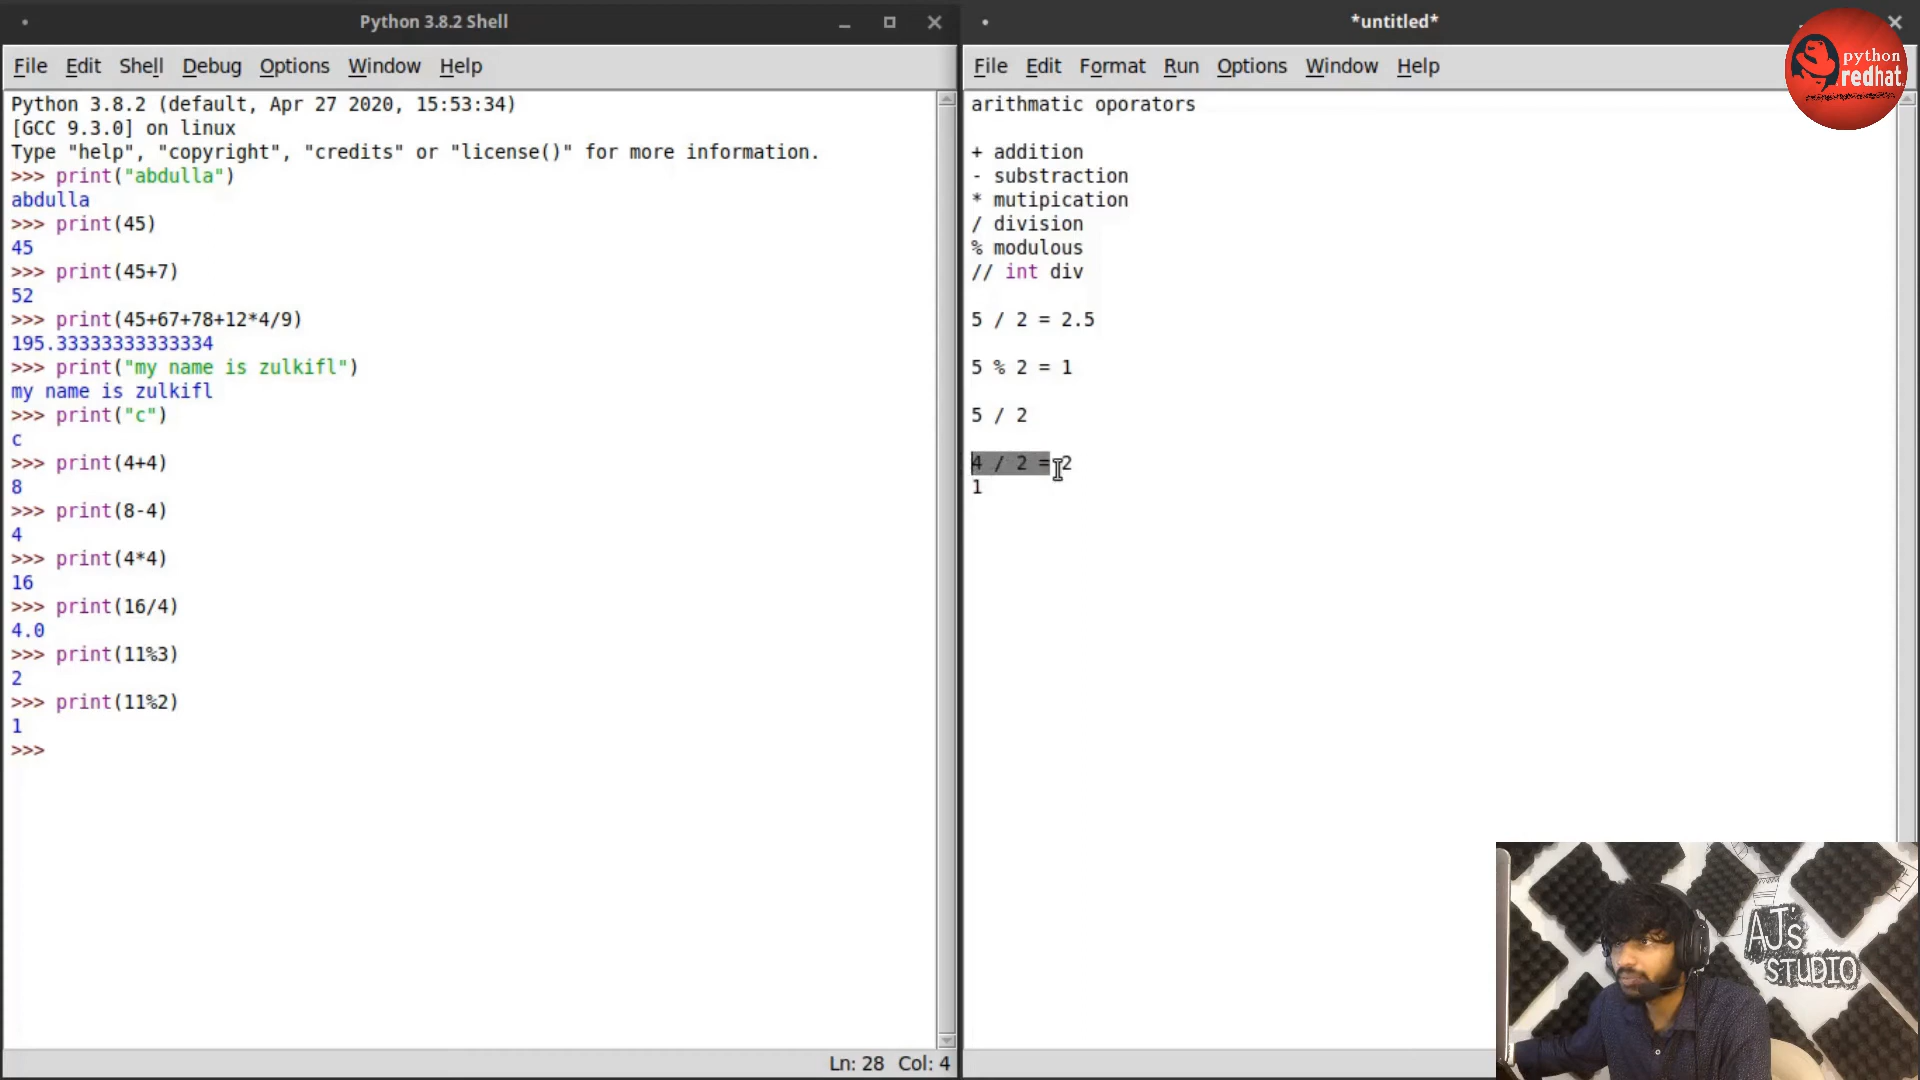 Python 3.8.2 Shell
File Edit Shell Debug Options Window Help
Python 3.8.2 (default, Apr 27 2020, 15:53:34)
[GCC 9.3.0] on linux
Type "help", "copyright", "credits" or "license()" for more information.
>>> print("abdulla")
abdulla
>>> print(45)
45
>>> print(45+7)
52
>>> print(45+67+78+12*4/9)
195.33333333333334
>>> print("my name is zulkifl")
my name is zulkifl
>>> print("c")
c
>>> print(4+4)
8
>>> print(8-4)
4
>>> print(4*4)
16
>>> print(16/4)
4.0
>>> print(11%3)
2
>>> print(11%2)
1
>>>
Ln: 28 Col: 4
*untitled*
File Edit Format Run Options Window Help
arithmatic oporators
+ addition
- substraction
* mutipication
/ division
% modulous
// int div
5 / 2 = 2.5
5 % 2 = 1
5 / 2
4 / 2 = 2
1
python
redhat
AJ's
STUDIO